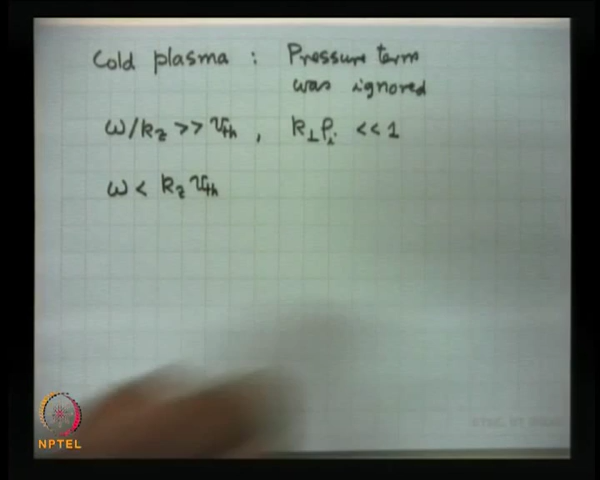 Cold plasma : Pressure term
was ignored
ω/k_z >> v_th , k_⊥ρ_i << 1
ω < k_z v_th
NPTEL